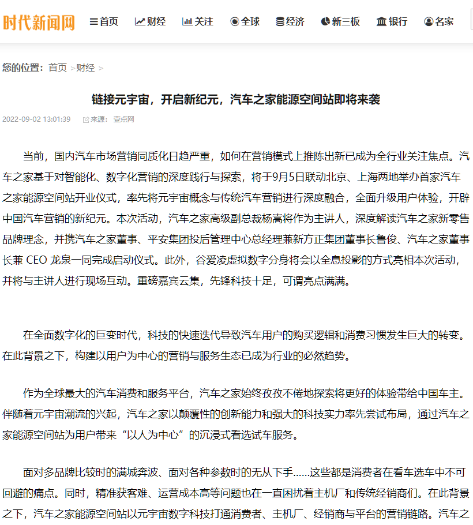 时代新闻网 首页 财经 关注 全球 经济 新三板 银行 名家
您的位置： 首页 >财经 >
链接元宇宙，开启新纪元，汽车之家能源空间站即将来袭
2022-09-02 13:01:39 来源： 壹点网
当前，国内汽车市场营销同质化日趋严重，如何在营销模式上推陈出新已成为全行业关注焦点。汽
车之家基于对智能化、数字化营销的深度践行与探索，将于9月5日联动北京、上海两地举办首家汽车
之家能源空间站开业仪式，率先将元宇宙概念与传统汽车营销进行深度融合，全面升级用户体验，开辟
中国汽车营销的新纪元。本次活动，汽车之家高级副总裁杨嵩将作为主讲人，深度解读汽车之家新零售
品牌理念，并携汽车之家董事、平安集团投后管理中心总经理兼新方正集团董事长鲁俊、汽车之家董事
长兼 CEO 龙泉一同完成启动仪式。此外，谷爱凌虚拟数字分身将会以全息投影的方式亮相本次活动，
并将与主讲人进行现场互动。重磅嘉宾云集，先锋科技十足，可谓亮点满满。
在全面数字化的巨变时代，科技的快速迭代导致汽车用户的购买逻辑和消费习惯发生巨大的转变。
在此背景之下，构建以用户为中心的营销与服务生态已成为行业的必然趋势。
作为全球最大的汽车消费和服务平台，汽车之家始终孜孜不倦地探索将更好的体验带给中国车主。
伴随着元宇宙潮流的兴起，汽车之家以颠覆性的创新能力和强大的科技实力率先尝试布局，通过汽车之
家能源空间站为用户带来“以人为中心”的沉浸式看选试车服务。
面对多品牌比较时的满城奔波、面对各种参数时的无从下手……这些都是消费者在看车选车中不可
回避的痛点。同时，精准获客难、运营成本高等问题也在一直困扰着主机厂和传统经销商们。在此背景
之下，汽车之家能源空间站以元宇宙数字科技打通消费者、主机厂、经销商与平台的营销链路。汽车之